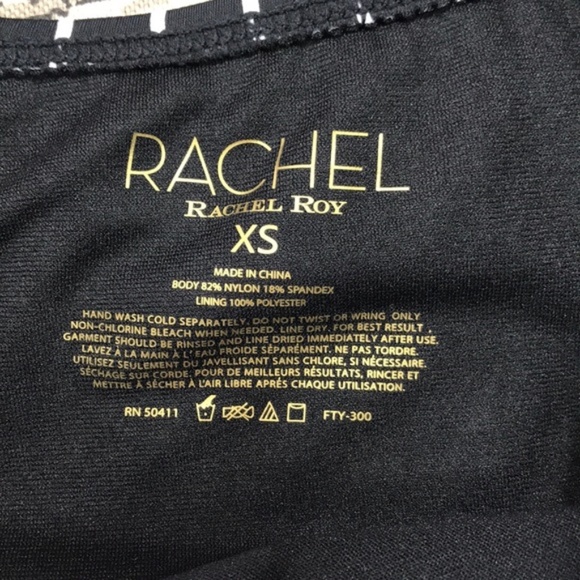 RACHEL
RACHEL ROY
XS
MADE IN CHINA
BODY 82% NYLON 18% SPANDEX
LINING 100% POLYESTER
HAND WASH COLD SEPARATELY. DO NOT TWIST OR WRING. ONLY
NON-CHLORINE BLEACH WHEN NEEDED. LINE DRY. FOR BEST RESULT,
GARMENT SHOULD BE RINSED AND LINE DRIED IMMEDIATELY AFTER USE.
LAVEZ À LA MAIN À L'EAU FROIDE SÉPARÉMENT. NE PAS TORDRE.
UTILISEZ SEULEMENT DU JAVELLISANT SANS CHLORE, SI NÉCESSAIRE.
SÉCHAGE SUR CORDE. POUR DE MEILLEURS RÉSULTATS, RINCER ET
METTRE À SÉCHER À L'AIR LIBRE APRÉS CHAQUE UTILISATION.
RN 50411 FTY-300